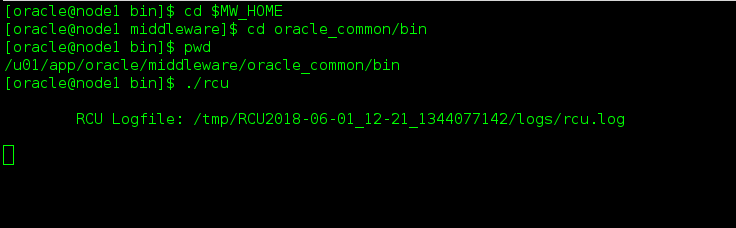 [oracle@node1 bin]$ cd $MW_HOME
[oracle@node1 middleware]$ cd oracle_common/bin
[oracle@node1 bin]$ pwd
/u01/app/oracle/middleware/oracle_common/bin
[oracle@node1 bin]$ ./rcu
RCU Logfile: /tmp/RCU2018-06-01_12-21_1344077142/logs/rcu.log